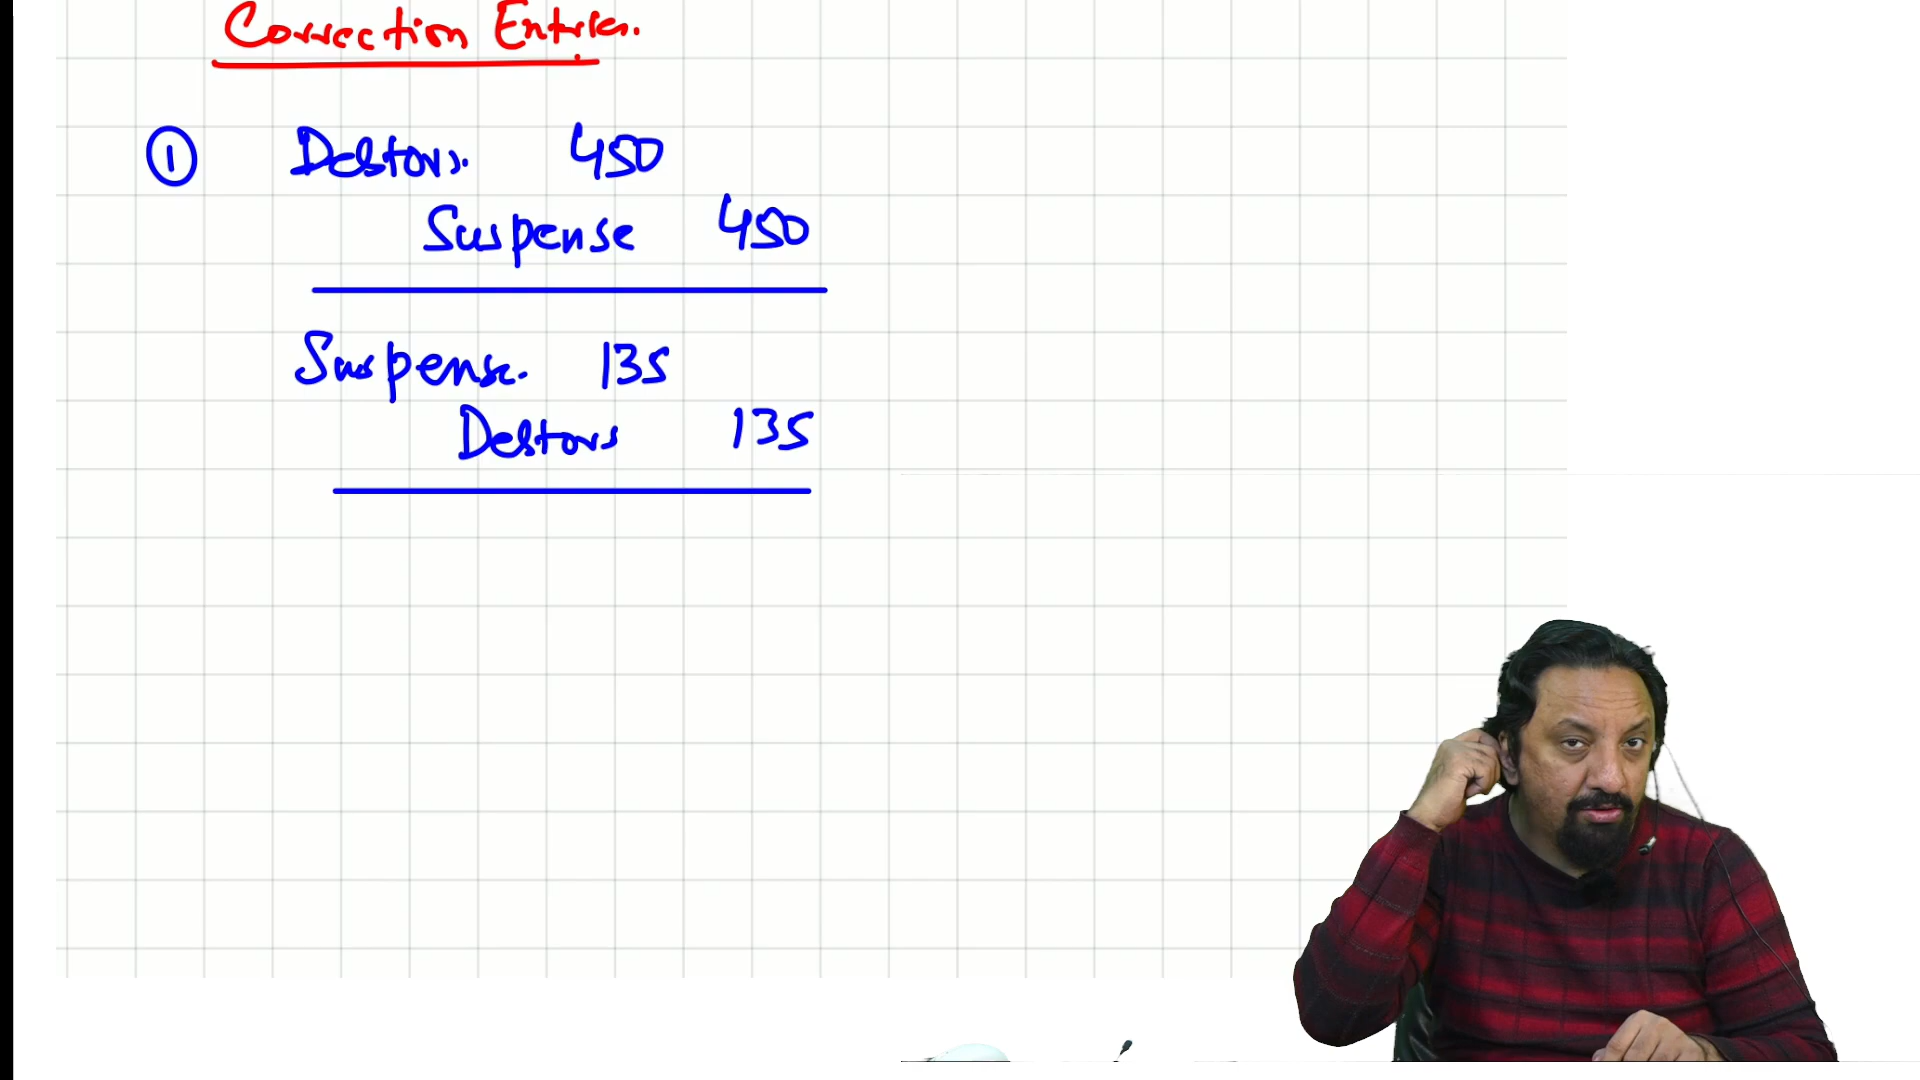 Correction Entries.
① Debtors. 450
Suspense 450
Suspense. 135
Debtors 135